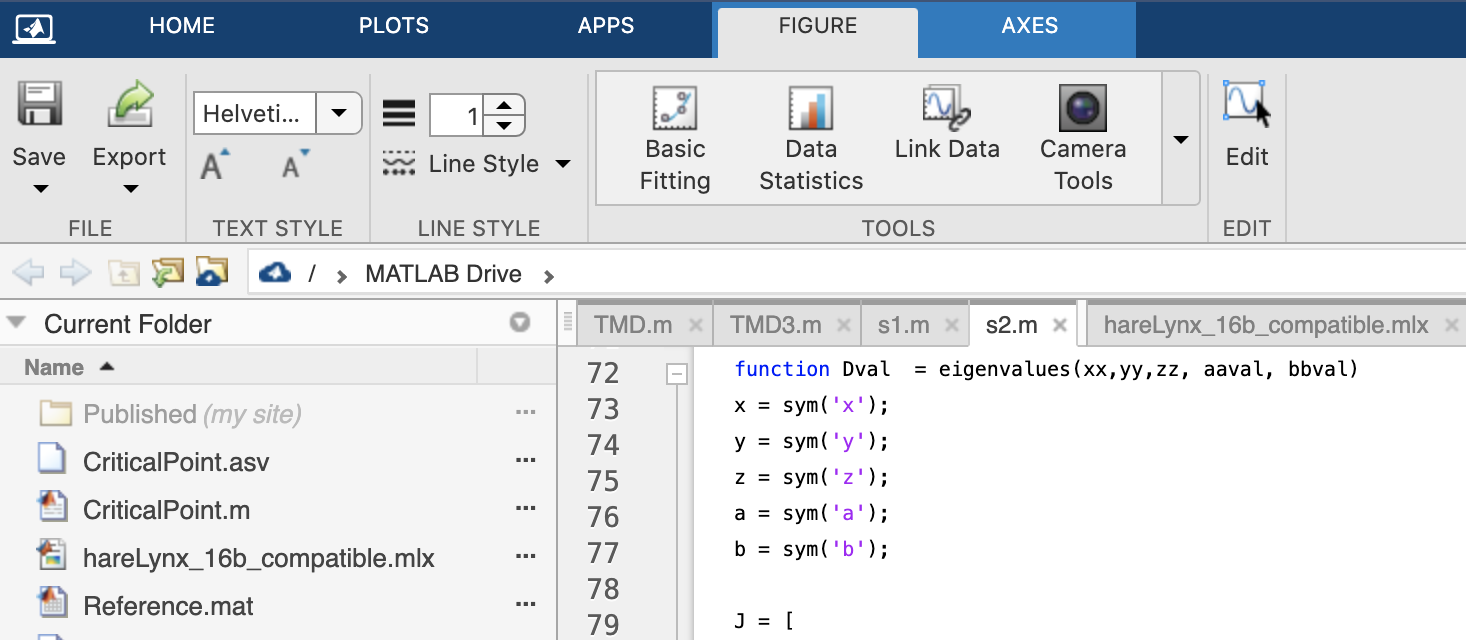 HOME PLOTS APPS FIGURE AXES
Save Export
Helveti... 1
A A Line Style
Basic Fitting
Data Statistics
Link Data
Camera Tools
Edit
FILE TEXT STYLE LINE STYLE TOOLS EDIT
/ > MATLAB Drive >
Current Folder
Name
Published (my site) ...
CriticalPoint.asv ...
CriticalPoint.m ...
hareLynx_16b_compatible.mlx ...
Reference.mat ...
TMD.m × TMD3.m × s1.m × s2.m × hareLynx_16b_compatible.mlx ×
72 function Dval  = eigenvalues(xx,yy,zz, aaval, bbval)
73 x = sym('x');
74 y = sym('y');
75 z = sym('z');
76 a = sym('a');
77 b = sym('b');
78
79 J = [